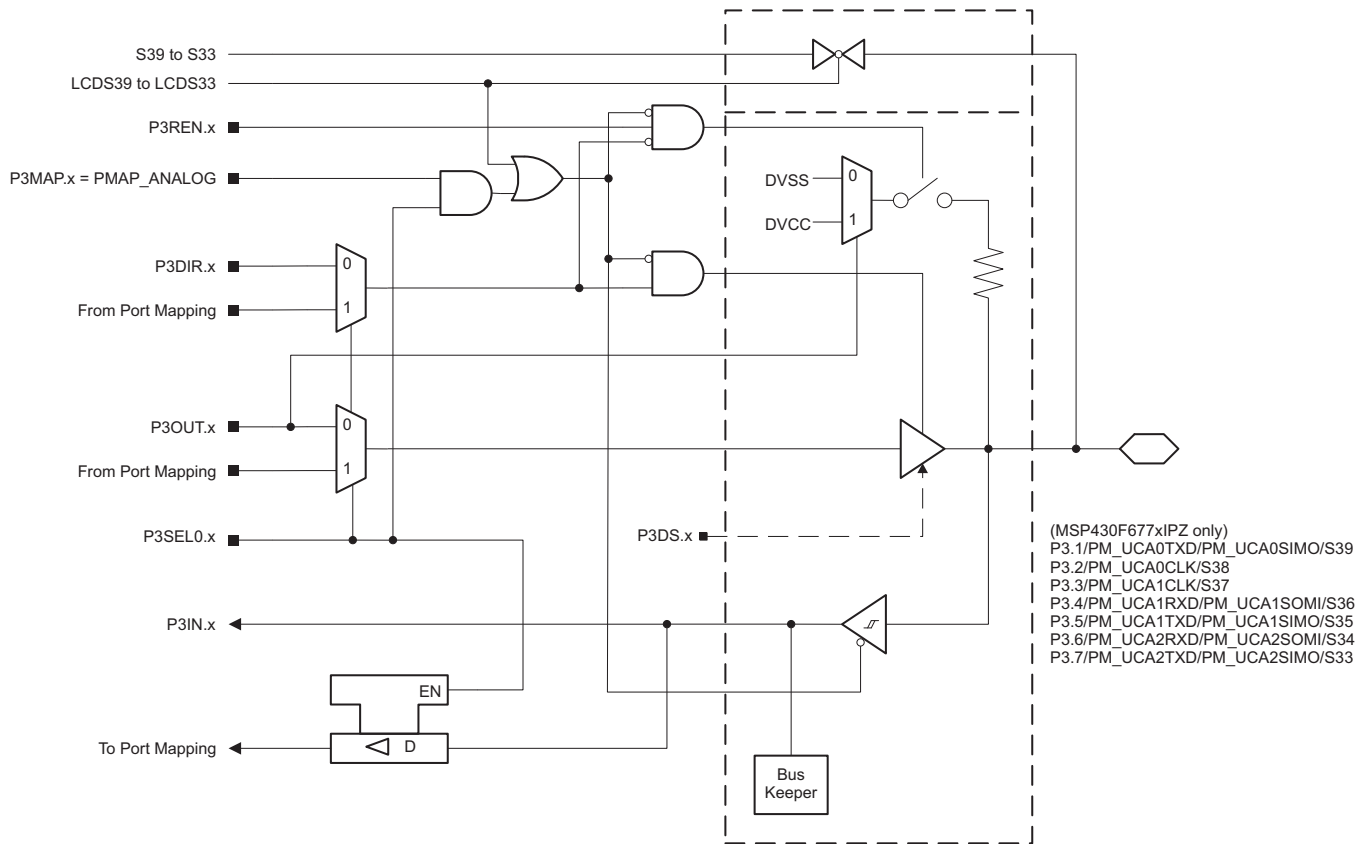 S39 to S33
LCDS39 to LCDS33
P3REN.x
P3MAP.x = PMAP_ANALOG
DVSS
0
DVCC
1
P3DIR.x
0
From Port Mapping
1
P3OUT.x
0
From Port Mapping
1
P3SEL0.x
P3DS.x
(MSP430F677xIPZ only)
P3.1/PM_UCA0TXD/PM_UCA0SIMO/S39
P3.2/PM_UCA0CLK/S38
P3.3/PM_UCA1CLK/S37
P3.4/PM_UCA1RXD/PM_UCA1SOMI/S36
P3.5/PM_UCA1TXD/PM_UCA1SIMO/S35
P3.6/PM_UCA2RXD/PM_UCA2SOMI/S34
P3.7/PM_UCA2TXD/PM_UCA2SIMO/S33
P3IN.x
EN
To Port Mapping
D
Bus
Keeper